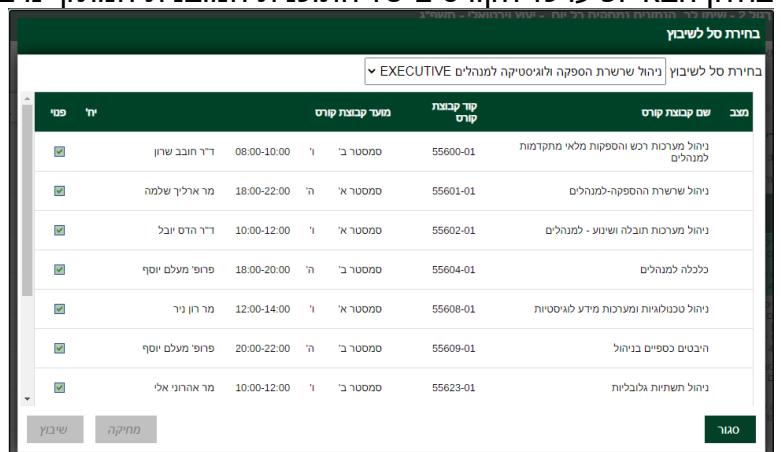 בחירת סל לשיבוץ
בחירת סל לשיבוץ ניהול שרשרת הספקה ולוגיסטיקה למנהלים EXECUTIVE
מצב שם קבוצת קורס קוד קבוצת קורס מועד קבוצת קורס יח' פנוי
ניהול מערכות רכש והספקות מלאי מתקדמות למנהלים 55600-01 סמסטר ב' ו' 08:00-10:00 ד"ר חובב שרון
ניהול שרשרת ההספקה-למנהלים 55601-01 סמסטר א' ה' 18:00-22:00 מר ארליך שלמה
ניהול מערכות תובלה ושינוע - למנהלים 55602-01 סמסטר א' ו' 10:00-12:00 ד"ר הדס יובל
כלכלה למנהלים 55604-01 סמסטר ב' ה' 18:00-20:00 פרופ' מעלם יוסף
ניהול טכנולוגיות ומערכות מידע לוגיסטיות 55608-01 סמסטר א' ו' 12:00-14:00 מר רון ניר
היבטים כספיים בניהול 55609-01 סמסטר ב' ה' 20:00-22:00 פרופ' מעלם יוסף
ניהול תשתיות גלובליות 55623-01 סמסטר ב' ו' 10:00-12:00 מר אהרוני אלי
סגור מחיקה שיבוץ